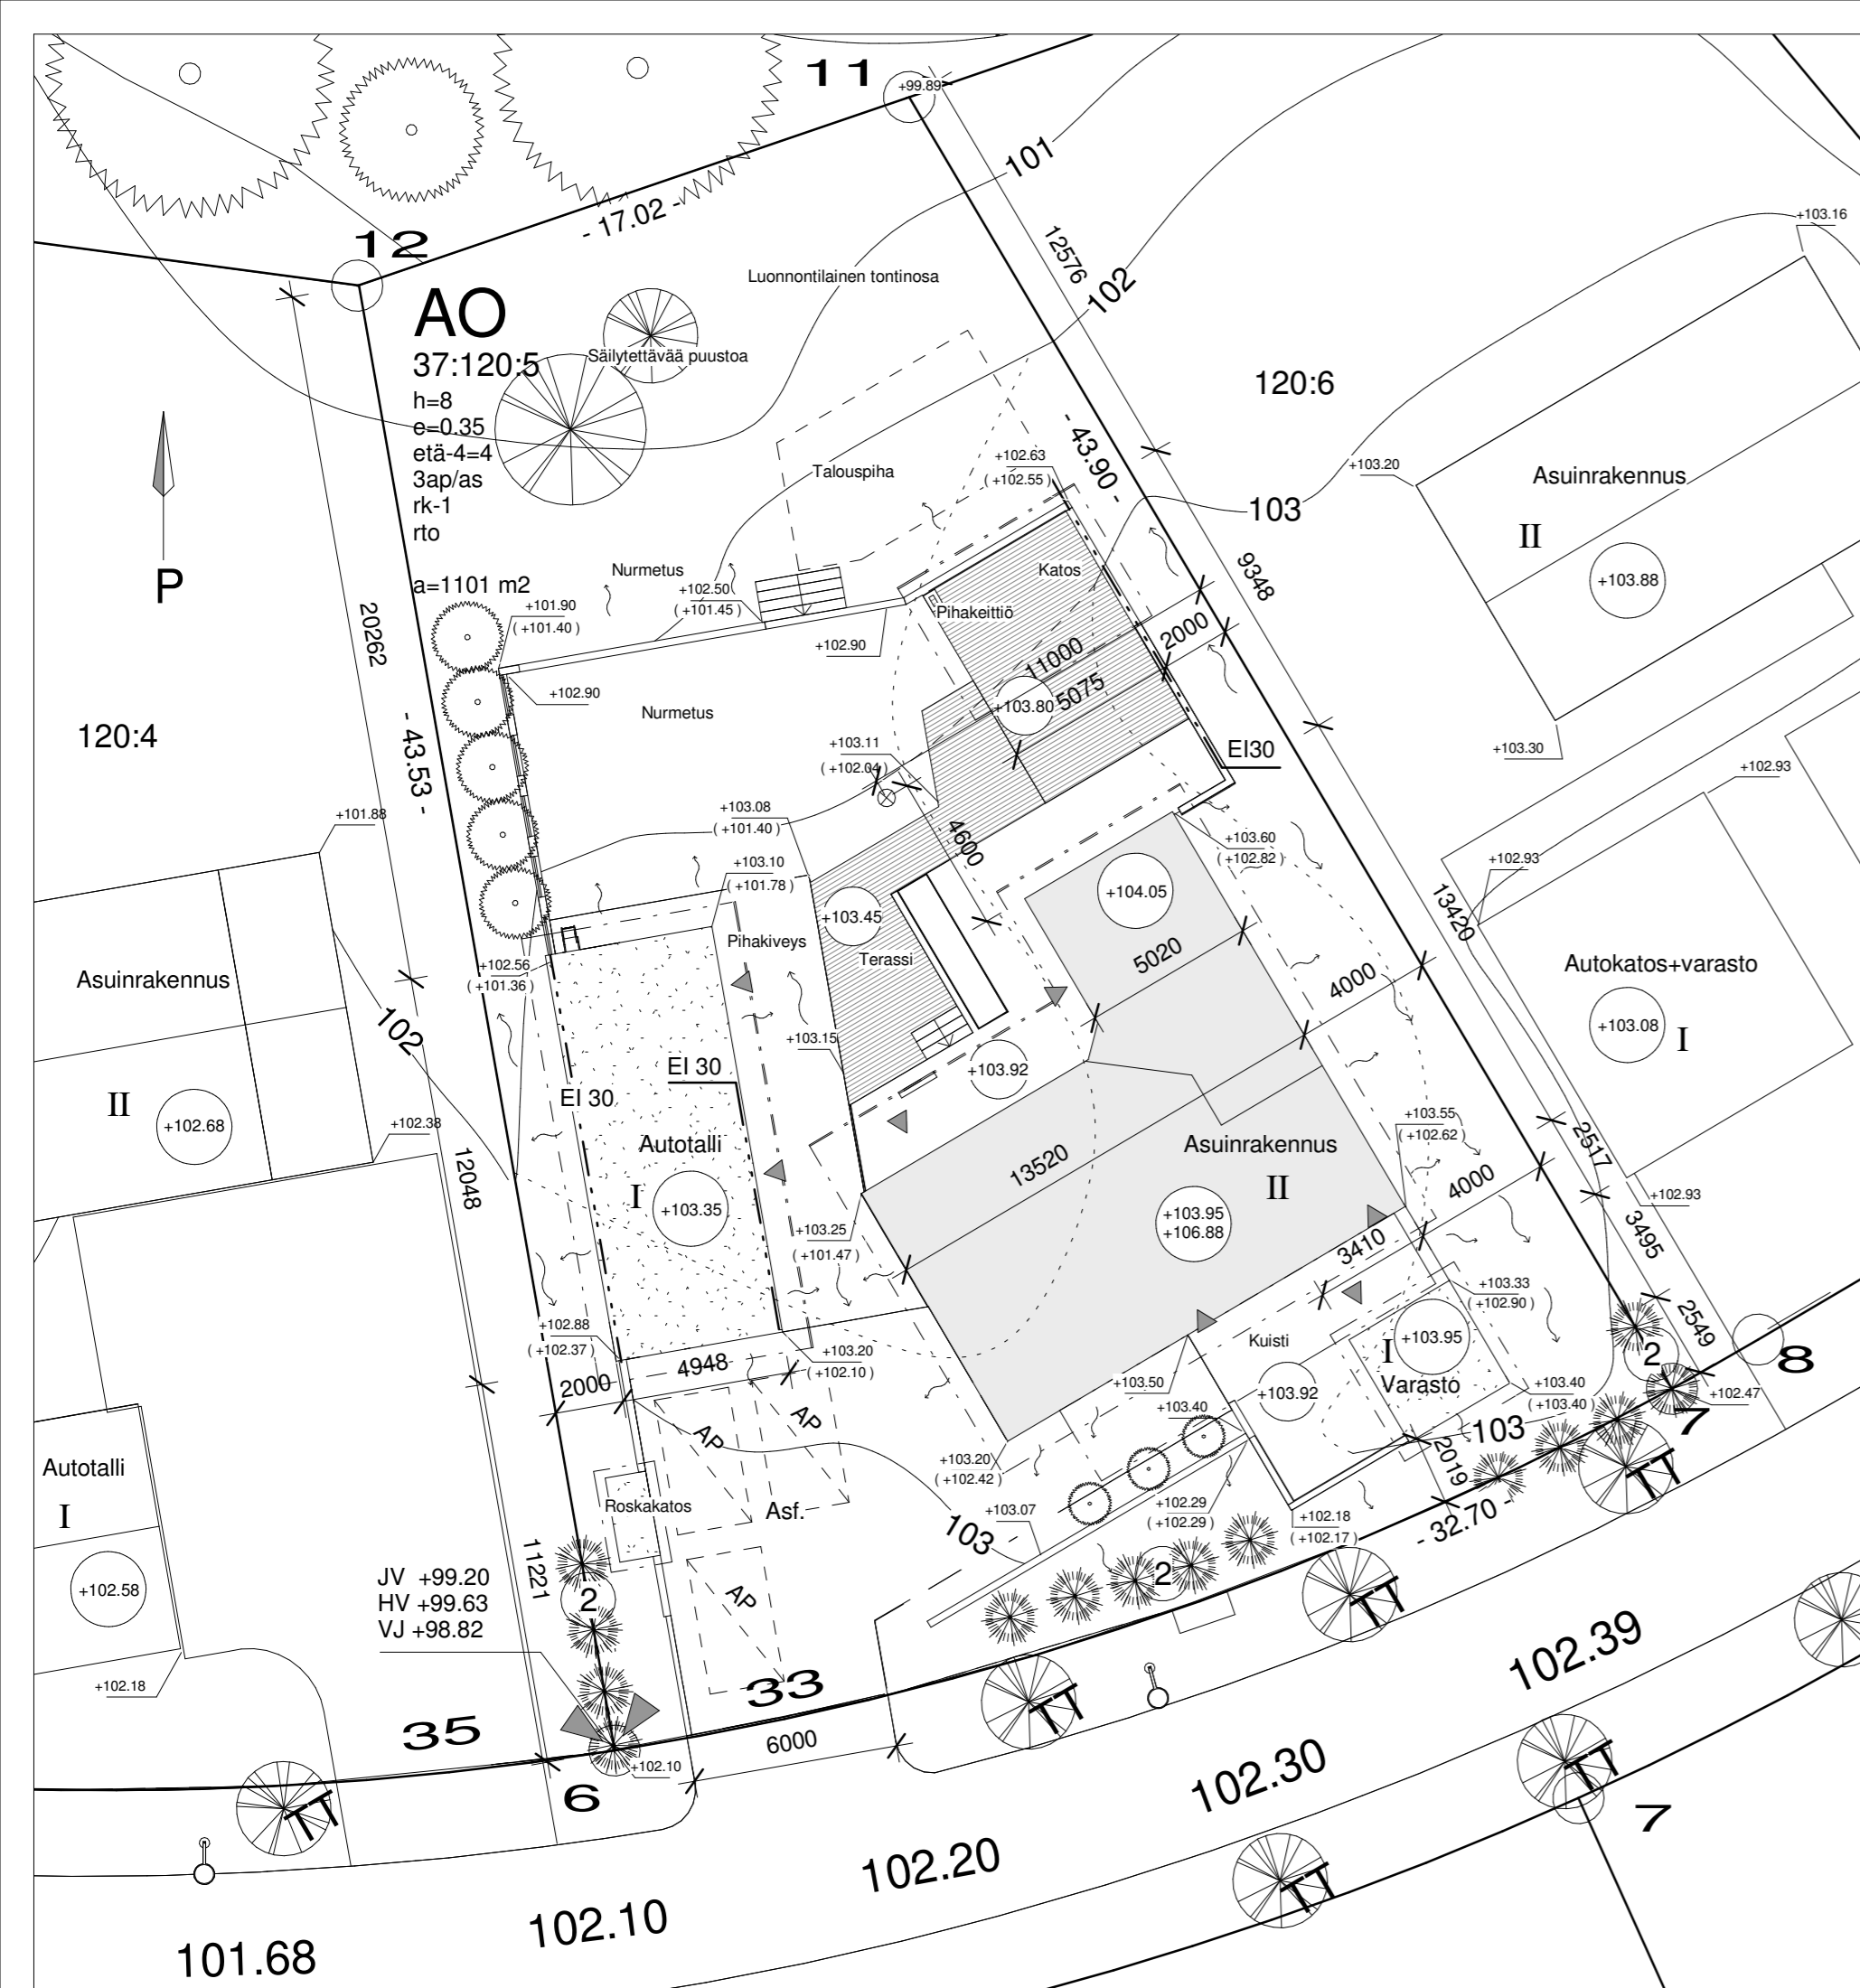 11
+99.89
101
- 17.02 -
12
12576
102
+103.16
Luonnontilainen tontinosa
AO
37:120:5
Säilytettävää puustoa
h=8
e=0.35
etä-4=4
3ap/as
rk-1
rto
a=1101 m2
120:6
- 43.90 -
+102.63
( +102.55 )
Talouspiha
+103.20
Asuinrakennus
II
+103.88
103
P
Nurmetus
Katos
9348
+102.50
( +101.45 )
+101.90
( +101.40 )
Pihakeittiö
20262
+102.90
11000
2000
5075
+102.90
+103.80
Nurmetus
120:4
- 43.53 -
+103.11
( +102.04 )
EI30
+103.30
+102.93
+101.88
+103.08
( +101.40 )
4600
+103.60
( +102.82 )
+102.93
+103.10
( +101.78 )
+104.05
13420
+103.45
Pihakiveys
Terassi
5020
4000
Asuinrakennus
+102.56
( +101.36 )
Autokatos+varasto
+103.08
I
102
+103.15
+103.92
EI 30
EI 30
II
+102.68
+102.38
Autotalli
I
+103.35
Asuinrakennus
II
13520
+103.55
( +102.62 )
2517
12048
4000
+102.93
+103.95
+106.88
+103.25
( +101.47 )
3410
3495
+103.33
( +102.90 )
+102.88
( +102.37 )
Kuisti
I
+103.95
2549
2
8
4948
+103.20
( +102.10 )
2000
+103.50
+103.92
Varasto
+103.40
( +103.40 )
+102.47
7
AP
AP
+103.40
103
2019
TT
Autotalli
I
+103.20
( +102.42 )
Roskakatos
Asf.
+103.07
+102.29
( +102.29 )
+102.18
( +102.17 )
- 32.70 -
103
11221
+102.58
JV +99.20
HV +99.63
VJ +98.82
2
AP
2
TT
102.39
+102.18
33
TT
35
6000
+102.10
6
102.30
TT
7
TT
102.20
TT
102.10
101.68